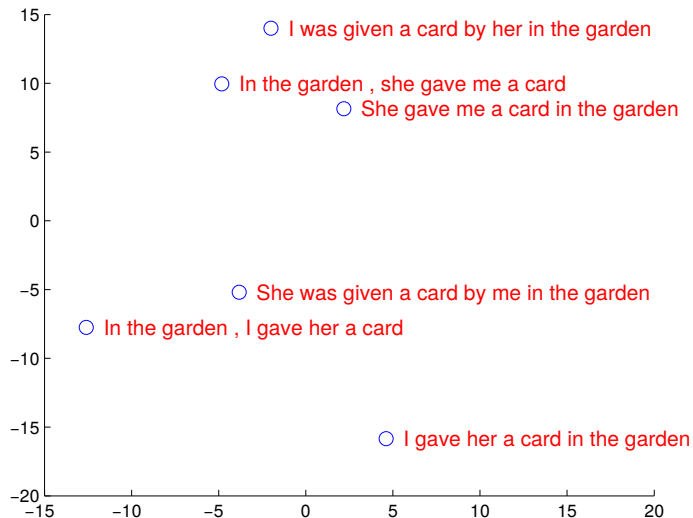 15
I was given a card by her in the garden
10
In the garden , she gave me a card
She gave me a card in the garden
5
0
−5
She was given a card by me in the garden
In the garden , I gave her a card
−10
−15
I gave her a card in the garden
−20
−15 −10 −5 0 5 10 15 20